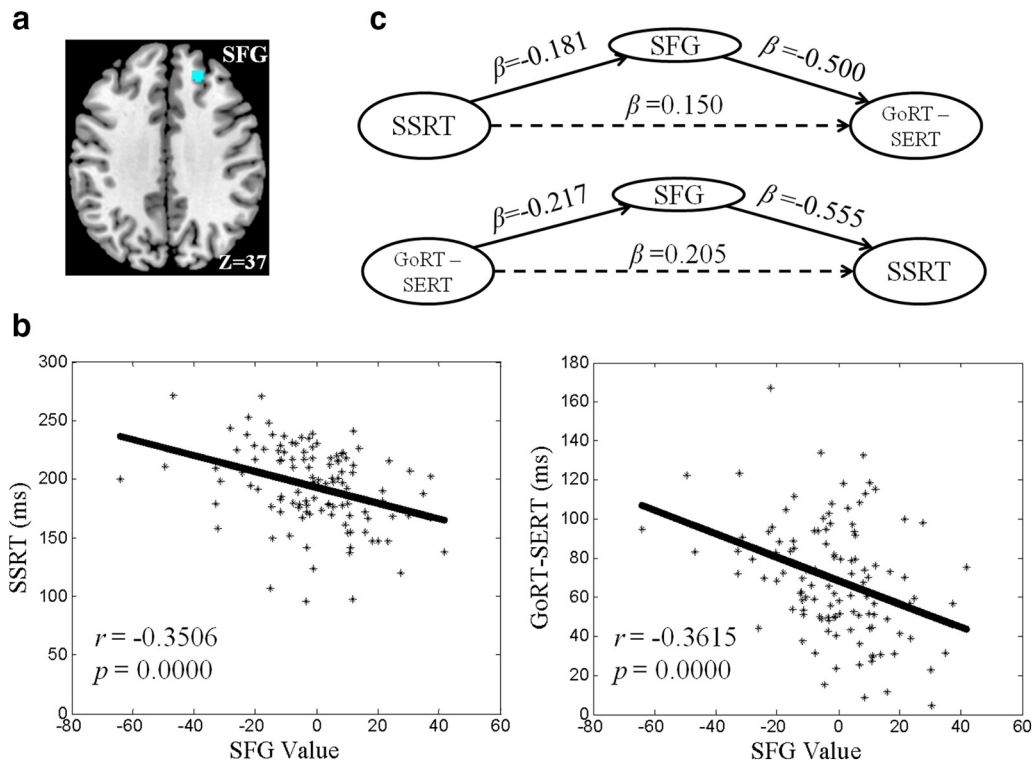 a
SFG
Z=37
c
β=-0.181
SFG
β=-0.500
SSRT
β=0.150
GoRT–
SERT
β=-0.217
SFG
β=-0.555
GoRT–
SERT
β=0.205
SSRT
b
300
250
200
150
100
50
0
SSRT (ms)
r = -0.3506
p = 0.0000
-80 -60 -40 -20 0 20 40 60
SFG Value
180
160
140
120
100
80
60
40
20
0
GoRT-SERT (ms)
r = -0.3615
p = 0.0000
-80 -60 -40 -20 0 20 40 60
SFG Value